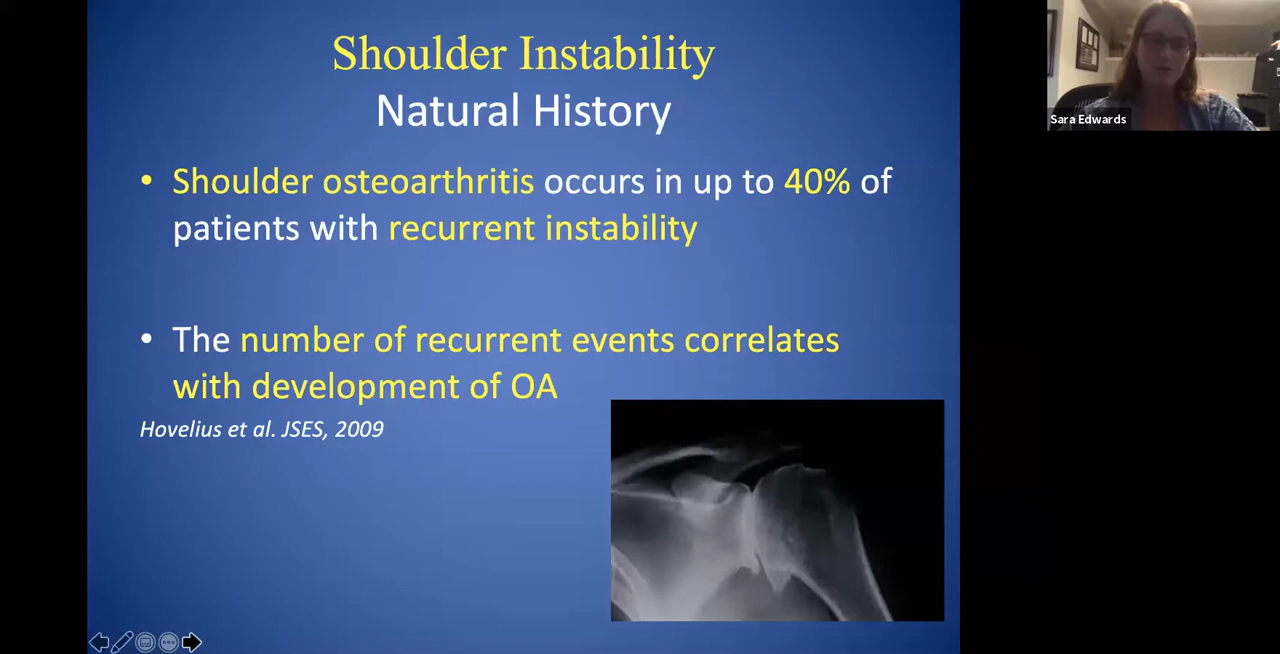 Shoulder Instability
Natural History
• Shoulder osteoarthritis occurs in up to 40% of
patients with recurrent instability
• The number of recurrent events correlates
with development of OA
Hovelius et al. JSES, 2009
Sara Edwards